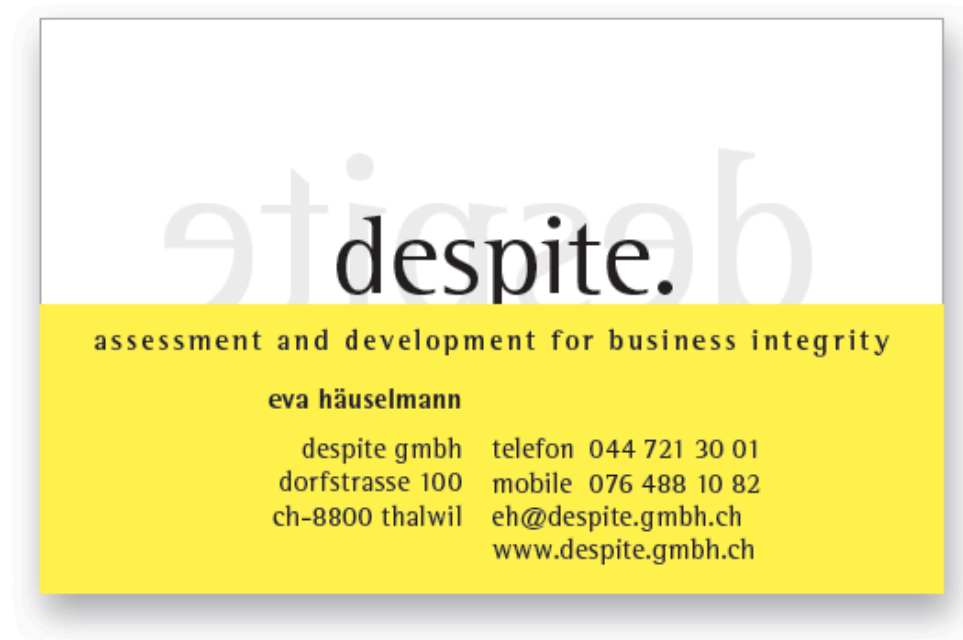 despite
despite.
assessment and development for business integrity
eva häuselmann
despite gmbh
dorfstrasse 100
ch-8800 thalwil
telefon 044 721 30 01
mobile 076 488 10 82
eh@despite.gmbh.ch
www.despite.gmbh.ch